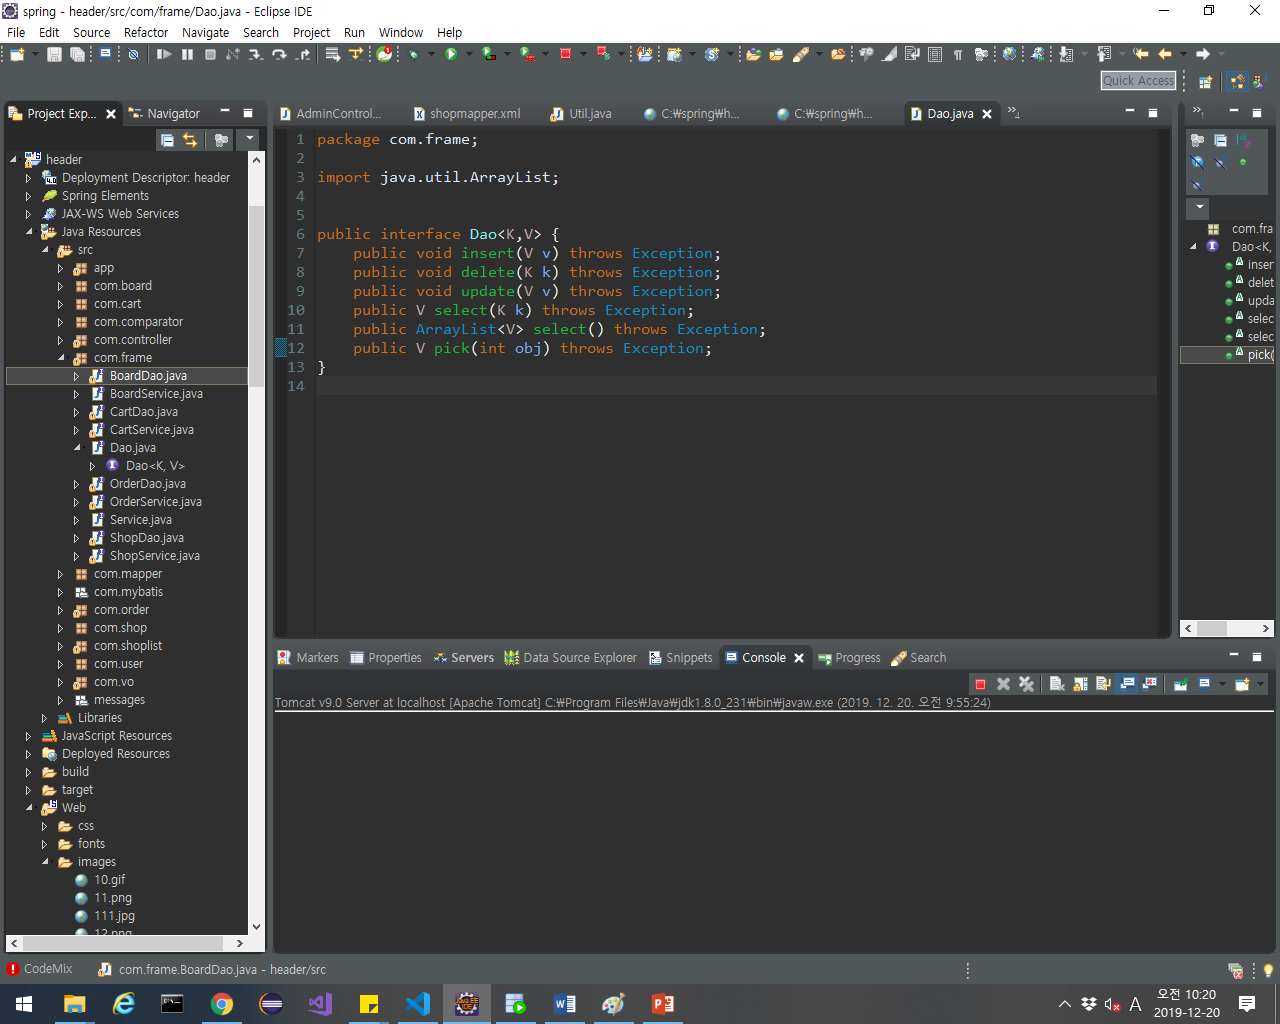 spring - header/src/com/frame/Dao.java - Eclipse IDE
File Edit Source Refactor Navigate Search Project Run Window Help
Quick Access
Project Exp... Navigator
header
Deployment Descriptor: header
Spring Elements
JAX-WS Web Services
Java Resources
src
app
com.board
com.cart
com.comparator
com.controller
com.frame
BoardDao.java
BoardService.java
CartDao.java
CartService.java
Dao.java
Dao<K, V>
OrderDao.java
OrderService.java
Service.java
ShopDao.java
ShopService.java
com.mapper
com.mybatis
com.order
com.shop
com.shoplist
com.user
com.vo
messages
Libraries
JavaScript Resources
Deployed Resources
build
target
Web
css
fonts
images
10.gif
11.png
111.jpg
12.png
AdminControl... shopmapper.xml Util.java C:₩spring₩h... C:₩spring₩h... Dao.java »4
1 package com.frame;
2
3 import java.util.ArrayList;
4
5
6 public interface Dao<K,V> {
7 public void insert(V v) throws Exception;
8 public void delete(K k) throws Exception;
9 public void update(V v) throws Exception;
10 public V select(K k) throws Exception;
11 public ArrayList<V> select() throws Exception;
12 public V pick(int obj) throws Exception;
13 }
14
»1
com.fra
Dao<K,
inser
delet
upda
selec
selec
pick(
Markers Properties Servers Data Source Explorer Snippets Console Progress Search
Tomcat v9.0 Server at localhost [Apache Tomcat] C:₩Program Files₩Java₩jdk1.8.0_231₩bin₩javaw.exe (2019. 12. 20. 오전 9:55:24)
CodeMix com.frame.BoardDao.java - header/src
A 오전 10:20
2019-12-20